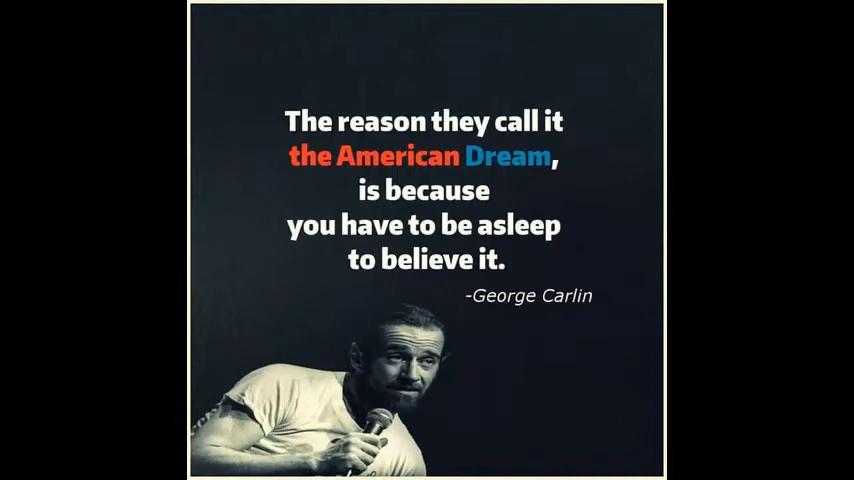 The reason they call it
the American Dream,
is because
you have to be asleep
to believe it.
-George Carlin